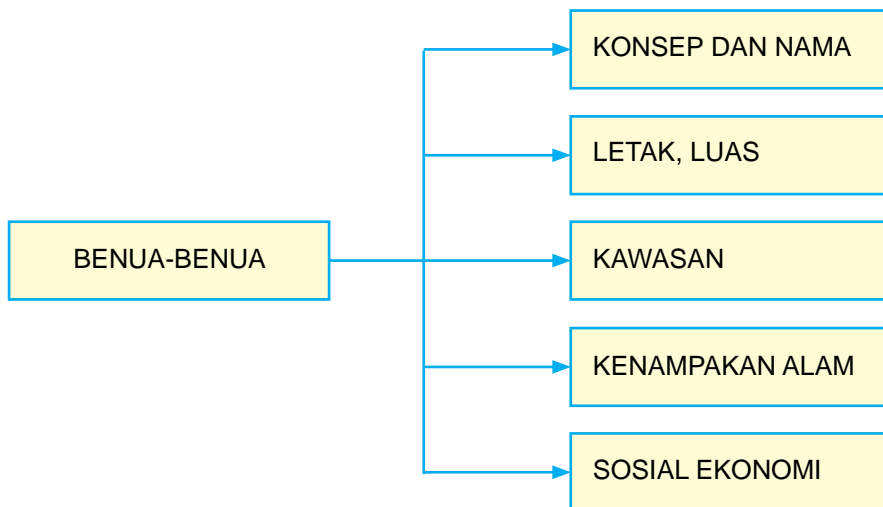 KONSEP DAN NAMA
LETAK, LUAS
BENUA-BENUA
KAWASAN
KENAMPAKAN ALAM
SOSIAL EKONOMI